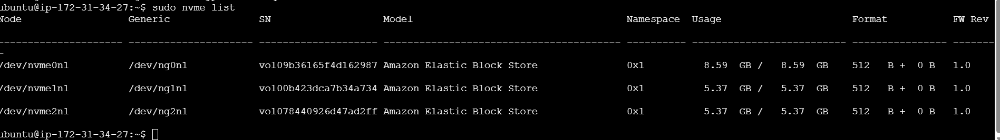 ubuntu@ip-172-31-34-27:~$ sudo nvme list
Node                  Generic               SN                   Model                                    Namespace  Usage                      Format           FW Rev
--------------------- --------------------- -------------------- ---------------------------------------- ---------- -------------------------- ---------------- -------
-
/dev/nvme0n1          /dev/ng0n1            vol09b36165f4d162987 Amazon Elastic Block Store               0x1          8.59  GB /   8.59  GB    512   B +  0 B   1.0
/dev/nvme1n1          /dev/ng1n1            vol00b423dca7b34a734 Amazon Elastic Block Store               0x1          5.37  GB /   5.37  GB    512   B +  0 B   1.0
/dev/nvme2n1          /dev/ng2n1            vol078440926d47ad2ff Amazon Elastic Block Store               0x1          5.37  GB /   5.37  GB    512   B +  0 B   1.0
ubuntu@ip-172-31-34-27:~$